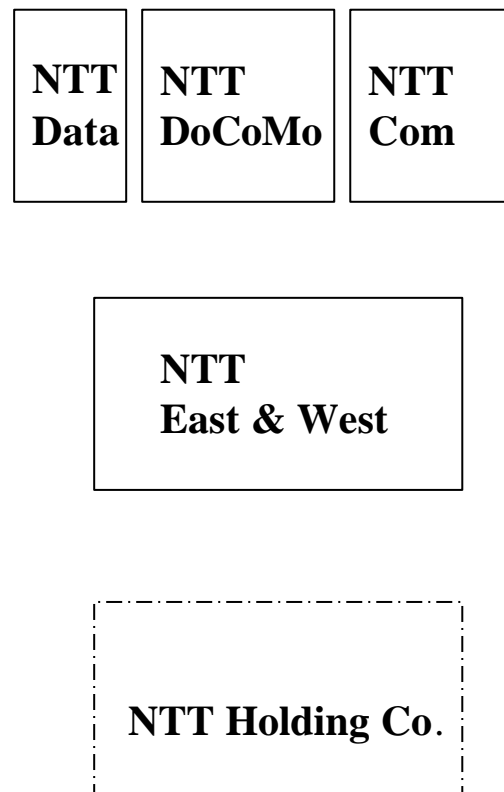 NTT
Data
NTT
DoCoMo
NTT
Com
NTT
East & West
NTT Holding Co.